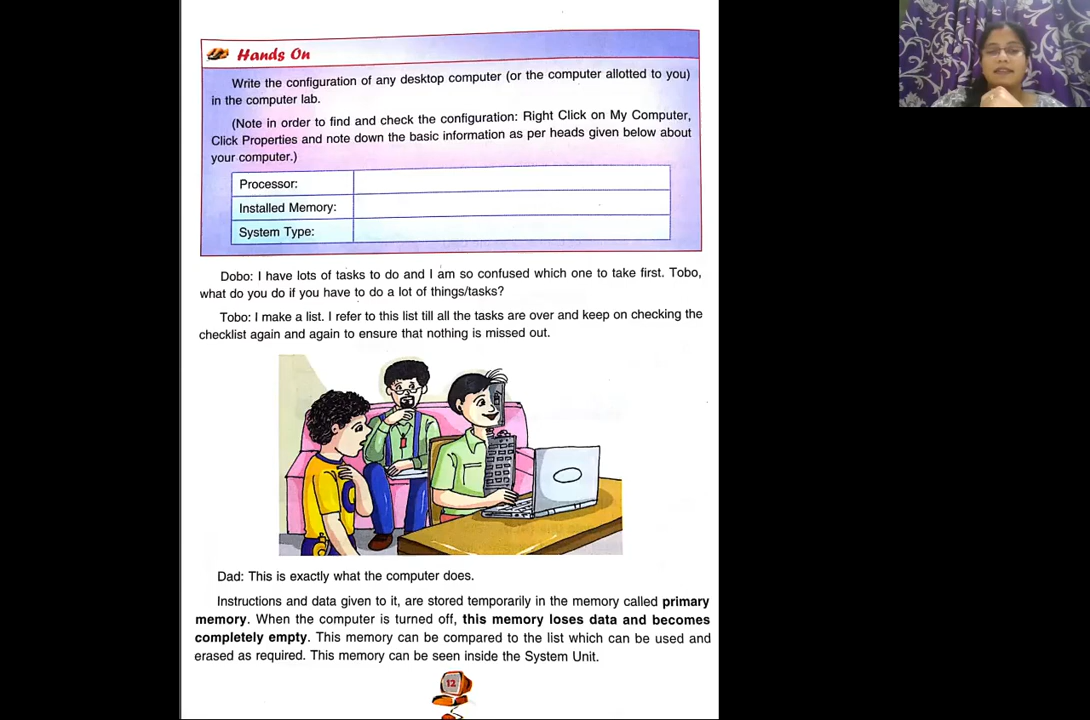 Hands On
Write the configuration of any desktop computer (or the computer allotted to you)
in the computer lab.
(Note in order to find and check the configuration: Right Click on My Computer,
Click Properties and note down the basic information as per heads given below about
your computer.)
Processor:
Installed Memory:
System Type:
Dobo: I have lots of tasks to do and I am so confused which one to take first. Tobo,
what do you do if you have to do a lot of things/tasks?
Tobo: I make a list. I refer to this list till all the tasks are over and keep on checking the
checklist again and again to ensure that nothing is missed out.
Dad: This is exactly what the computer does.
Instructions and data given to it, are stored temporarily in the memory called primary
memory. When the computer is turned off, this memory loses data and becomes
completely empty. This memory can be compared to the list which can be used and
erased as required. This memory can be seen inside the System Unit.
12